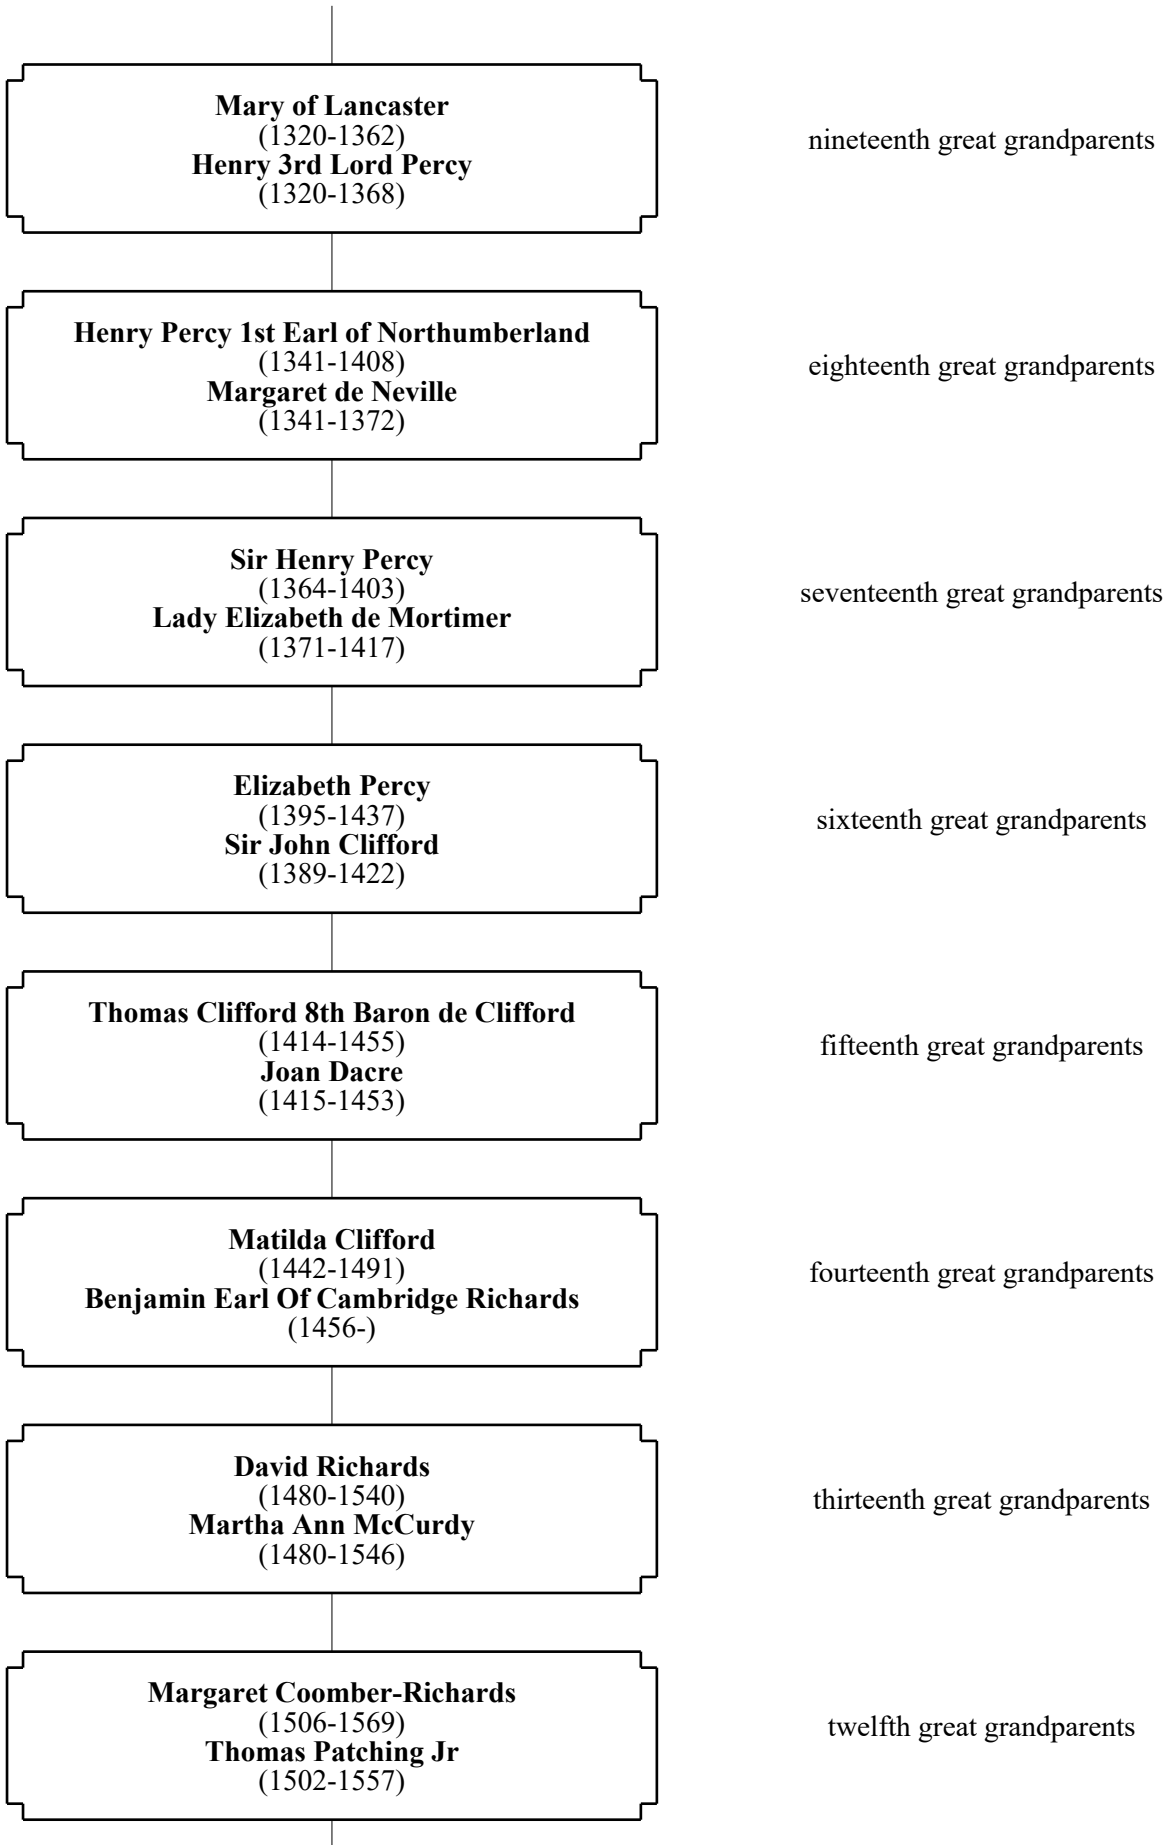 Mary of Lancaster
(1320-1362)
Henry 3rd Lord Percy
(1320-1368)
nineteenth great grandparents
Henry Percy 1st Earl of Northumberland
(1341-1408)
Margaret de Neville
(1341-1372)
eighteenth great grandparents
Sir Henry Percy
(1364-1403)
Lady Elizabeth de Mortimer
(1371-1417)
seventeenth great grandparents
Elizabeth Percy
(1395-1437)
Sir John Clifford
(1389-1422)
sixteenth great grandparents
Thomas Clifford 8th Baron de Clifford
(1414-1455)
Joan Dacre
(1415-1453)
fifteenth great grandparents
Matilda Clifford
(1442-1491)
Benjamin Earl Of Cambridge Richards
(1456-)
fourteenth great grandparents
David Richards
(1480-1540)
Martha Ann McCurdy
(1480-1546)
thirteenth great grandparents
Margaret Coomber-Richards
(1506-1569)
Thomas Patching Jr
(1502-1557)
twelfth great grandparents